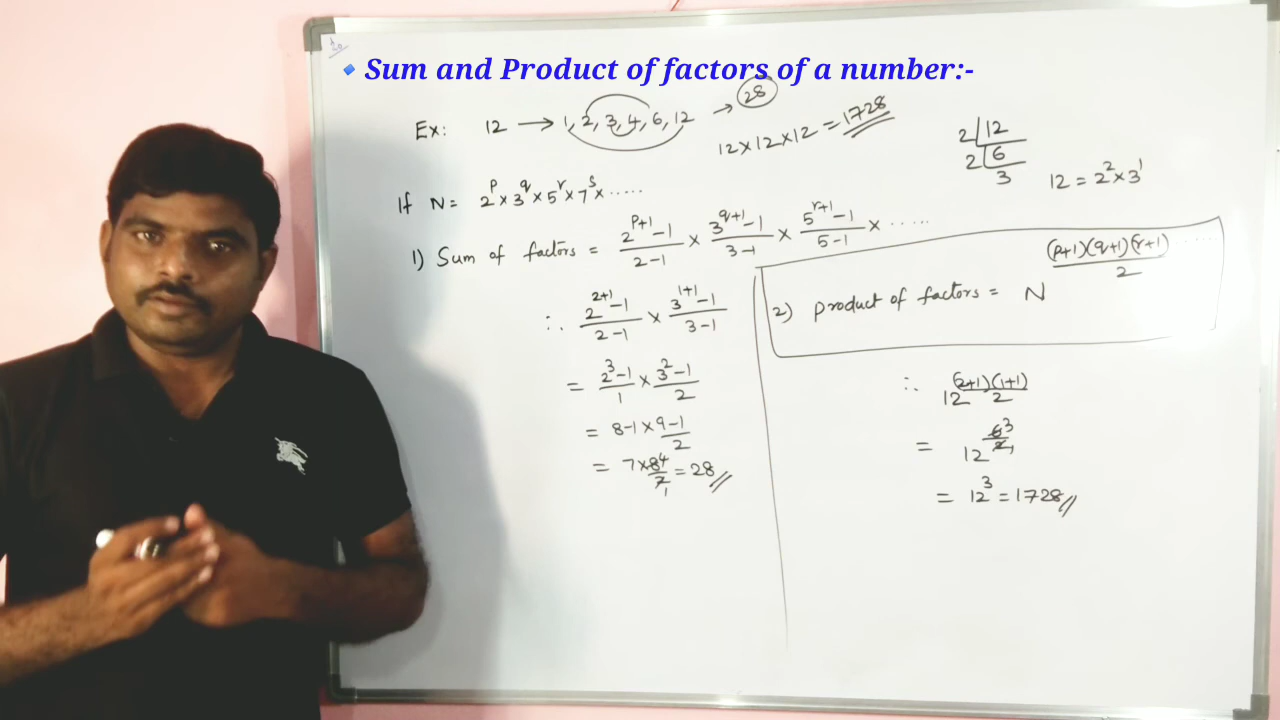 🔹Sum and Product of factors of a number:-
Ex: 12 → 1, 2, 3, 4, 6, 12 → 28
12×12×12 = 1728
2 | 12
2 | 6
3
12 = 2²×3¹
If N= 2^p × 3^q × 5^r × 7^s × .....
1) Sum of factors = (2^(p+1) -1)/(2-1) × (3^(q+1) -1)/(3-1) × (5^(r+1) -1)/(5-1) × ......
2) product of factors = N^((p+1)(q+1)(r+1)...../2)
∴ (2^(2+1) -1)/(2-1) × (3^(1+1) -1)/(3-1)
= (2³-1)/1 × (3²-1)/2
= 8-1 × (9-1)/2
= 7×8 4/2 1 = 28//
∴ 12^((2+1)(1+1)/2)
= 12^(6 3/2 1)
= 12³ = 1728//